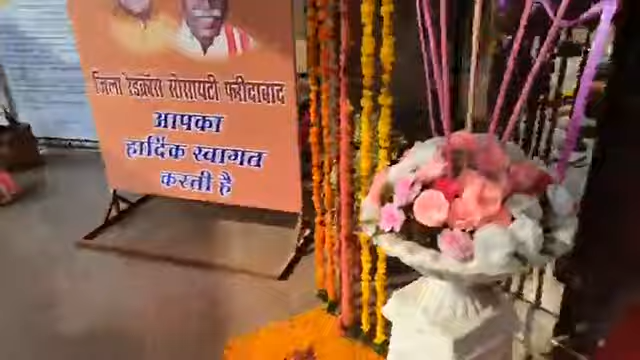 जिला रेडक्रॉस सोसायटी फरीदाबाद
आपका
हार्दिक स्वागत
करती है